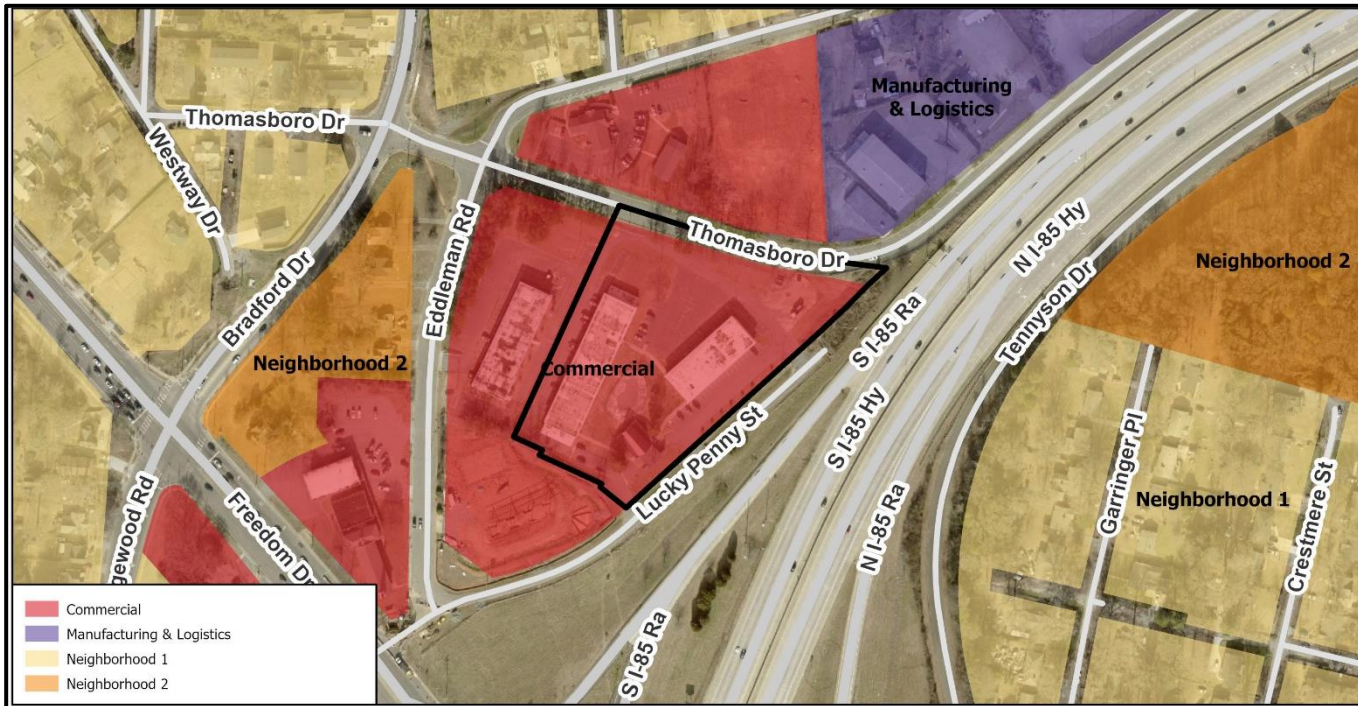 Manufacturing
& Logistics
Thomasboro Dr
Westway Dr
N I-85 Hy
Thomasboro Dr
Neighborhood 2
Eddleman Rd
Bradford Dr
S I-85 Ra
Tennyson Dr
Neighborhood 2
Commercial
S I-85 Hy
Lucky Penny St
Garringer Pl
Neighborhood 1
gewood Rd
Freedom Dr
N I-85 Ra
Crestmere St
S I-85 Ra
Commercial
Manufacturing & Logistics
Neighborhood 1
Neighborhood 2